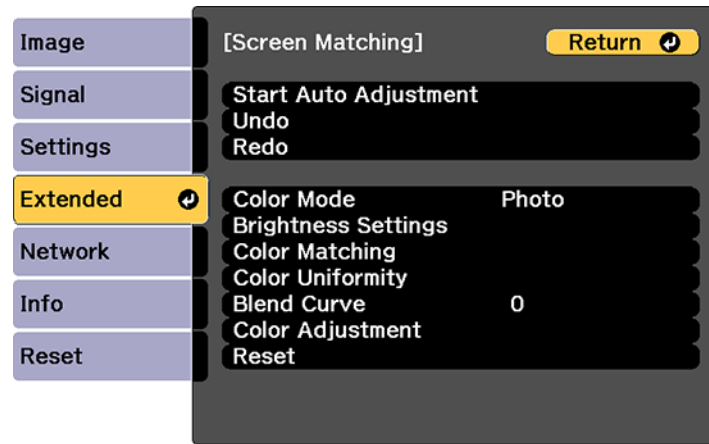 Image
Signal
Settings
Extended
Network
Info
Reset
[Screen Matching]
Return
Start Auto Adjustment
Undo
Redo
Color Mode Photo
Brightness Settings
Color Matching
Color Uniformity
Blend Curve 0
Color Adjustment
Reset